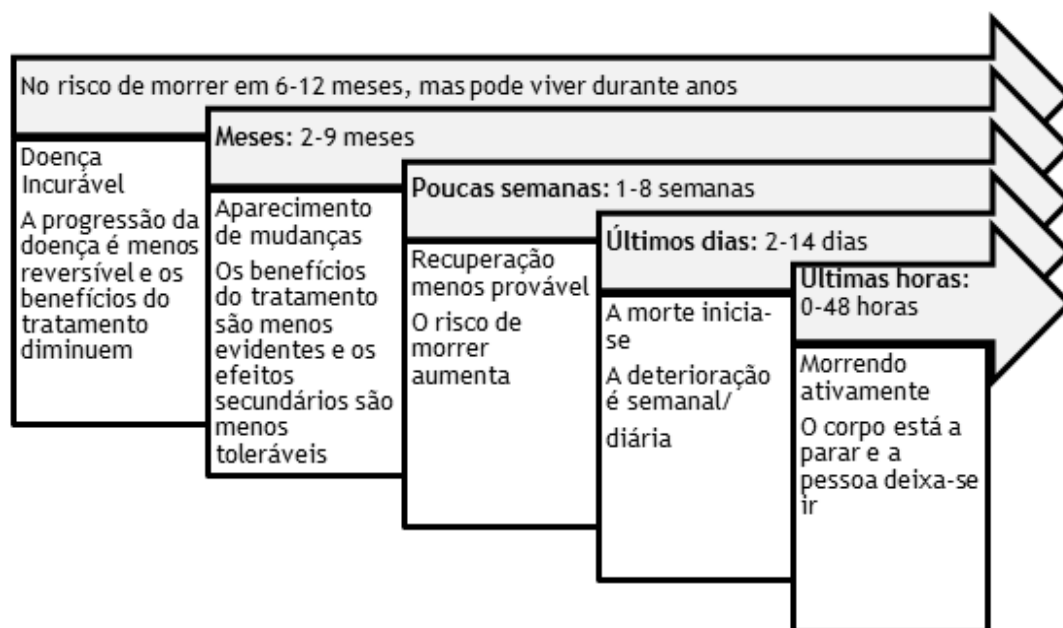 No risco de morrer em 6-12 meses, mas pode viver durante anos
Doença
Incurável
A progressão da
doença é menos
reversível e os
benefícios do
tratamento
diminuem
Meses: 2-9 meses
Aparecimento
de mudanças
Os benefícios
do tratamento
são menos
evidentes e os
efeitos
secundários são
menos
toleráveis
Poucas semanas: 1-8 semanas
Recuperação
menos provável
O risco de
morrer
aumenta
Últimos dias: 2-14 dias
A morte inicia-
se
A deterioração
é semanal/
diária
Últimas horas:
0-48 horas
Morrendo
ativamente
O corpo está a
parar e a
pessoa deixa-se
ir